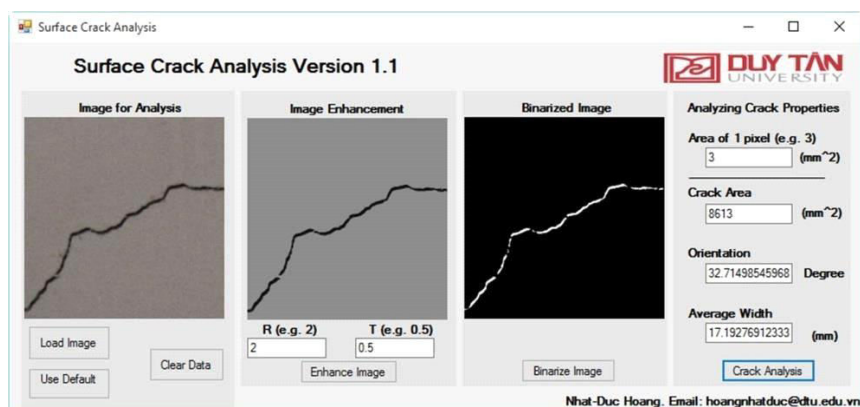 Surface Crack Analysis
Surface Crack Analysis Version 1.1
DUY TÂN
UNIVERSITY
Image for Analysis
Load Image
Use Default
Clear Data
Image Enhancement
R (e.g. 2)
T (e.g. 0.5)
2
0.5
Enhance Image
Binarized Image
Binarize Image
Analyzing Crack Properties
Area of 1 pixel (e.g. 3)
3 (mm^2)
Crack Area
8613 (mm^2)
Orientation
32.71498545968 Degree
Average Width
17.19276912333 (mm)
Crack Analysis
Nhat-Duc Hoang. Email: hoangnhatduc@dtu.edu.vn